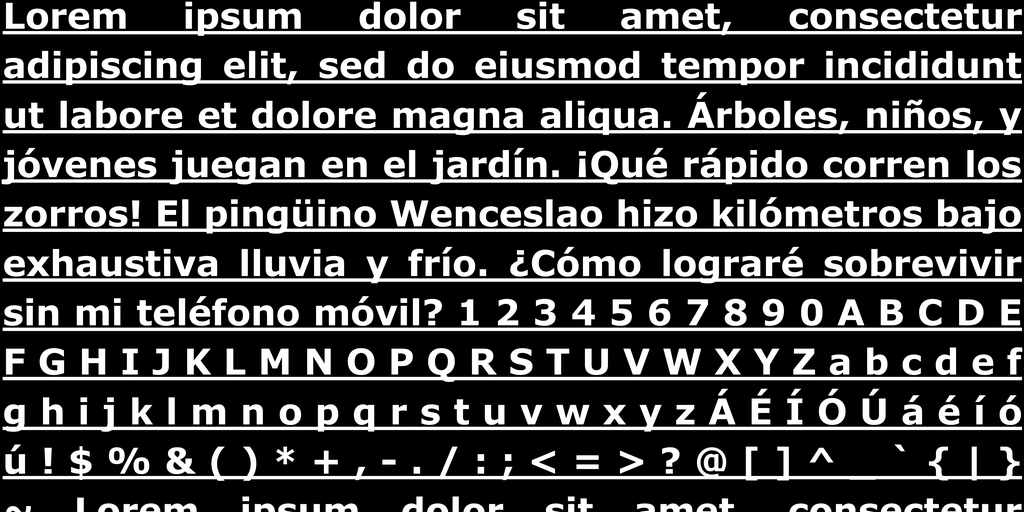 Lorem ipsum dolor sit amet, consectetur
adipiscing elit, sed do eiusmod tempor incididunt
ut labore et dolore magna aliqua. Árboles, niños, y
jóvenes juegan en el jardín. ¡Qué rápido corren los
zorros! El pingüino Wenceslao hizo kilómetros bajo
exhaustiva lluvia y frío. ¿Cómo lograré sobrevivir
sin mi teléfono móvil? 1 2 3 4 5 6 7 8 9 0 A B C D E
F G H I J K L M N O P Q R S T U V W X Y Z a b c d e f
g h i j k l m n o p q r s t u v w x y z Á É Í Ó Ú á é í ó
ú ! $ % & ( ) * + , - . / : ; < = > ? @ [ ] ^ _ ` { | }
~ Lorem ipsum dolor sit amet, consectetur